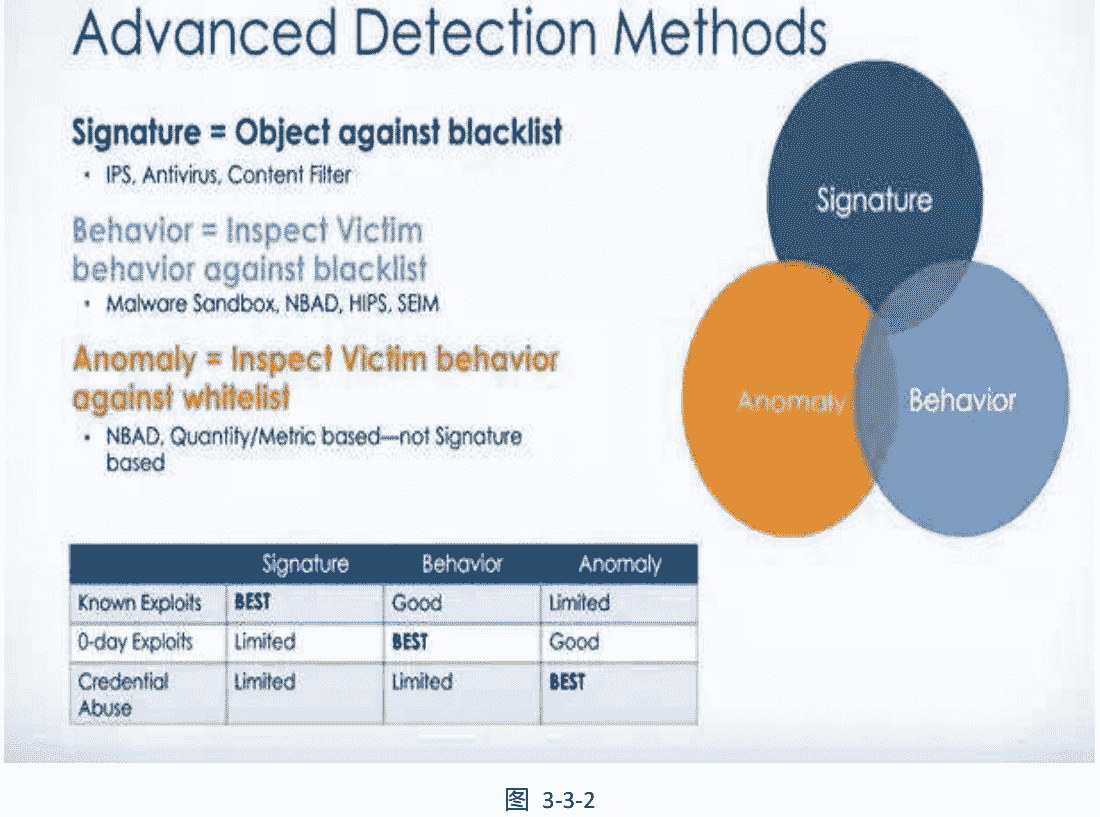 Advanced Detection Methods
Signature = Object against blacklist
• IPS, Antivirus, Content Filter
Behavior = Inspect Victim
behavior against blacklist
• Malware Sandbox, NBAD, HIPS, SEIM
Anomaly = Inspect Victim behavior
against whitelist
• NBAD, Quantity/Metric based—not Signature
based
Signature
Anomaly
Behavior
Signature Behavior Anomaly
Known Exploits BEST Good Limited
0-day Exploits Limited BEST Good
Credential
Abuse Limited Limited BEST
图 3-3-2